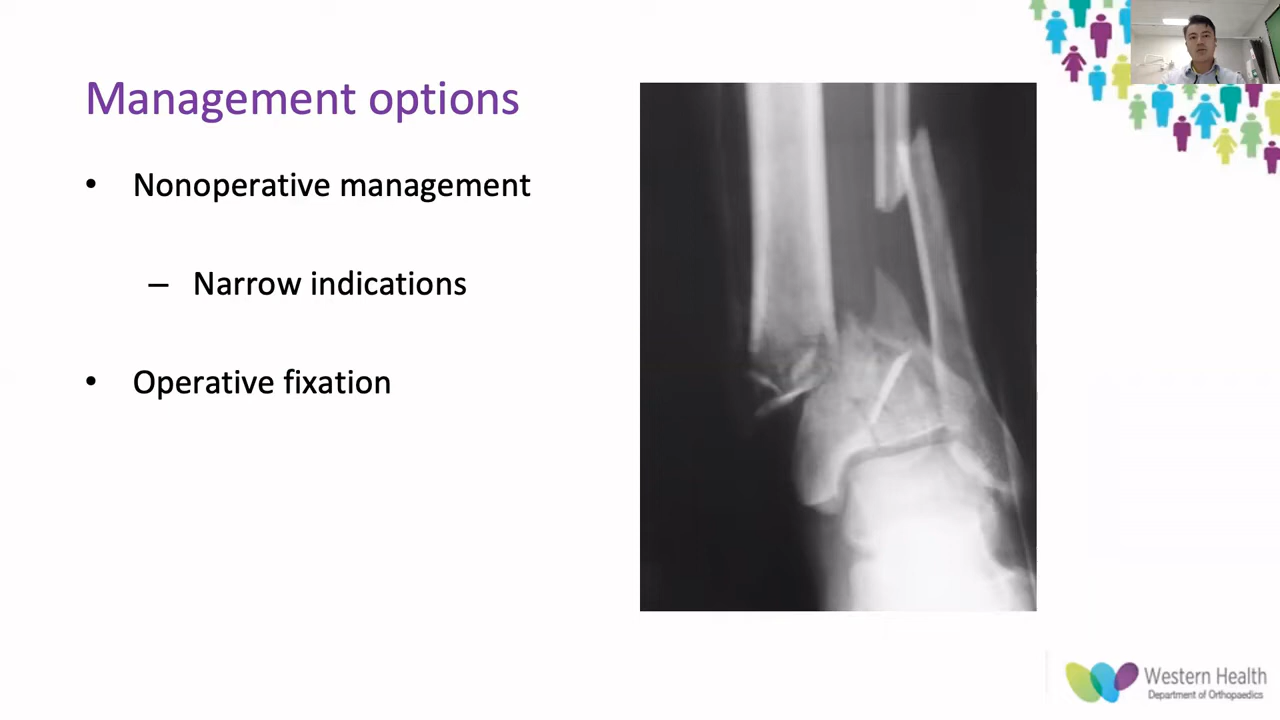 Management options
• Nonoperative management
– Narrow indications
• Operative fixation
Western Health
Department of Orthopaedics